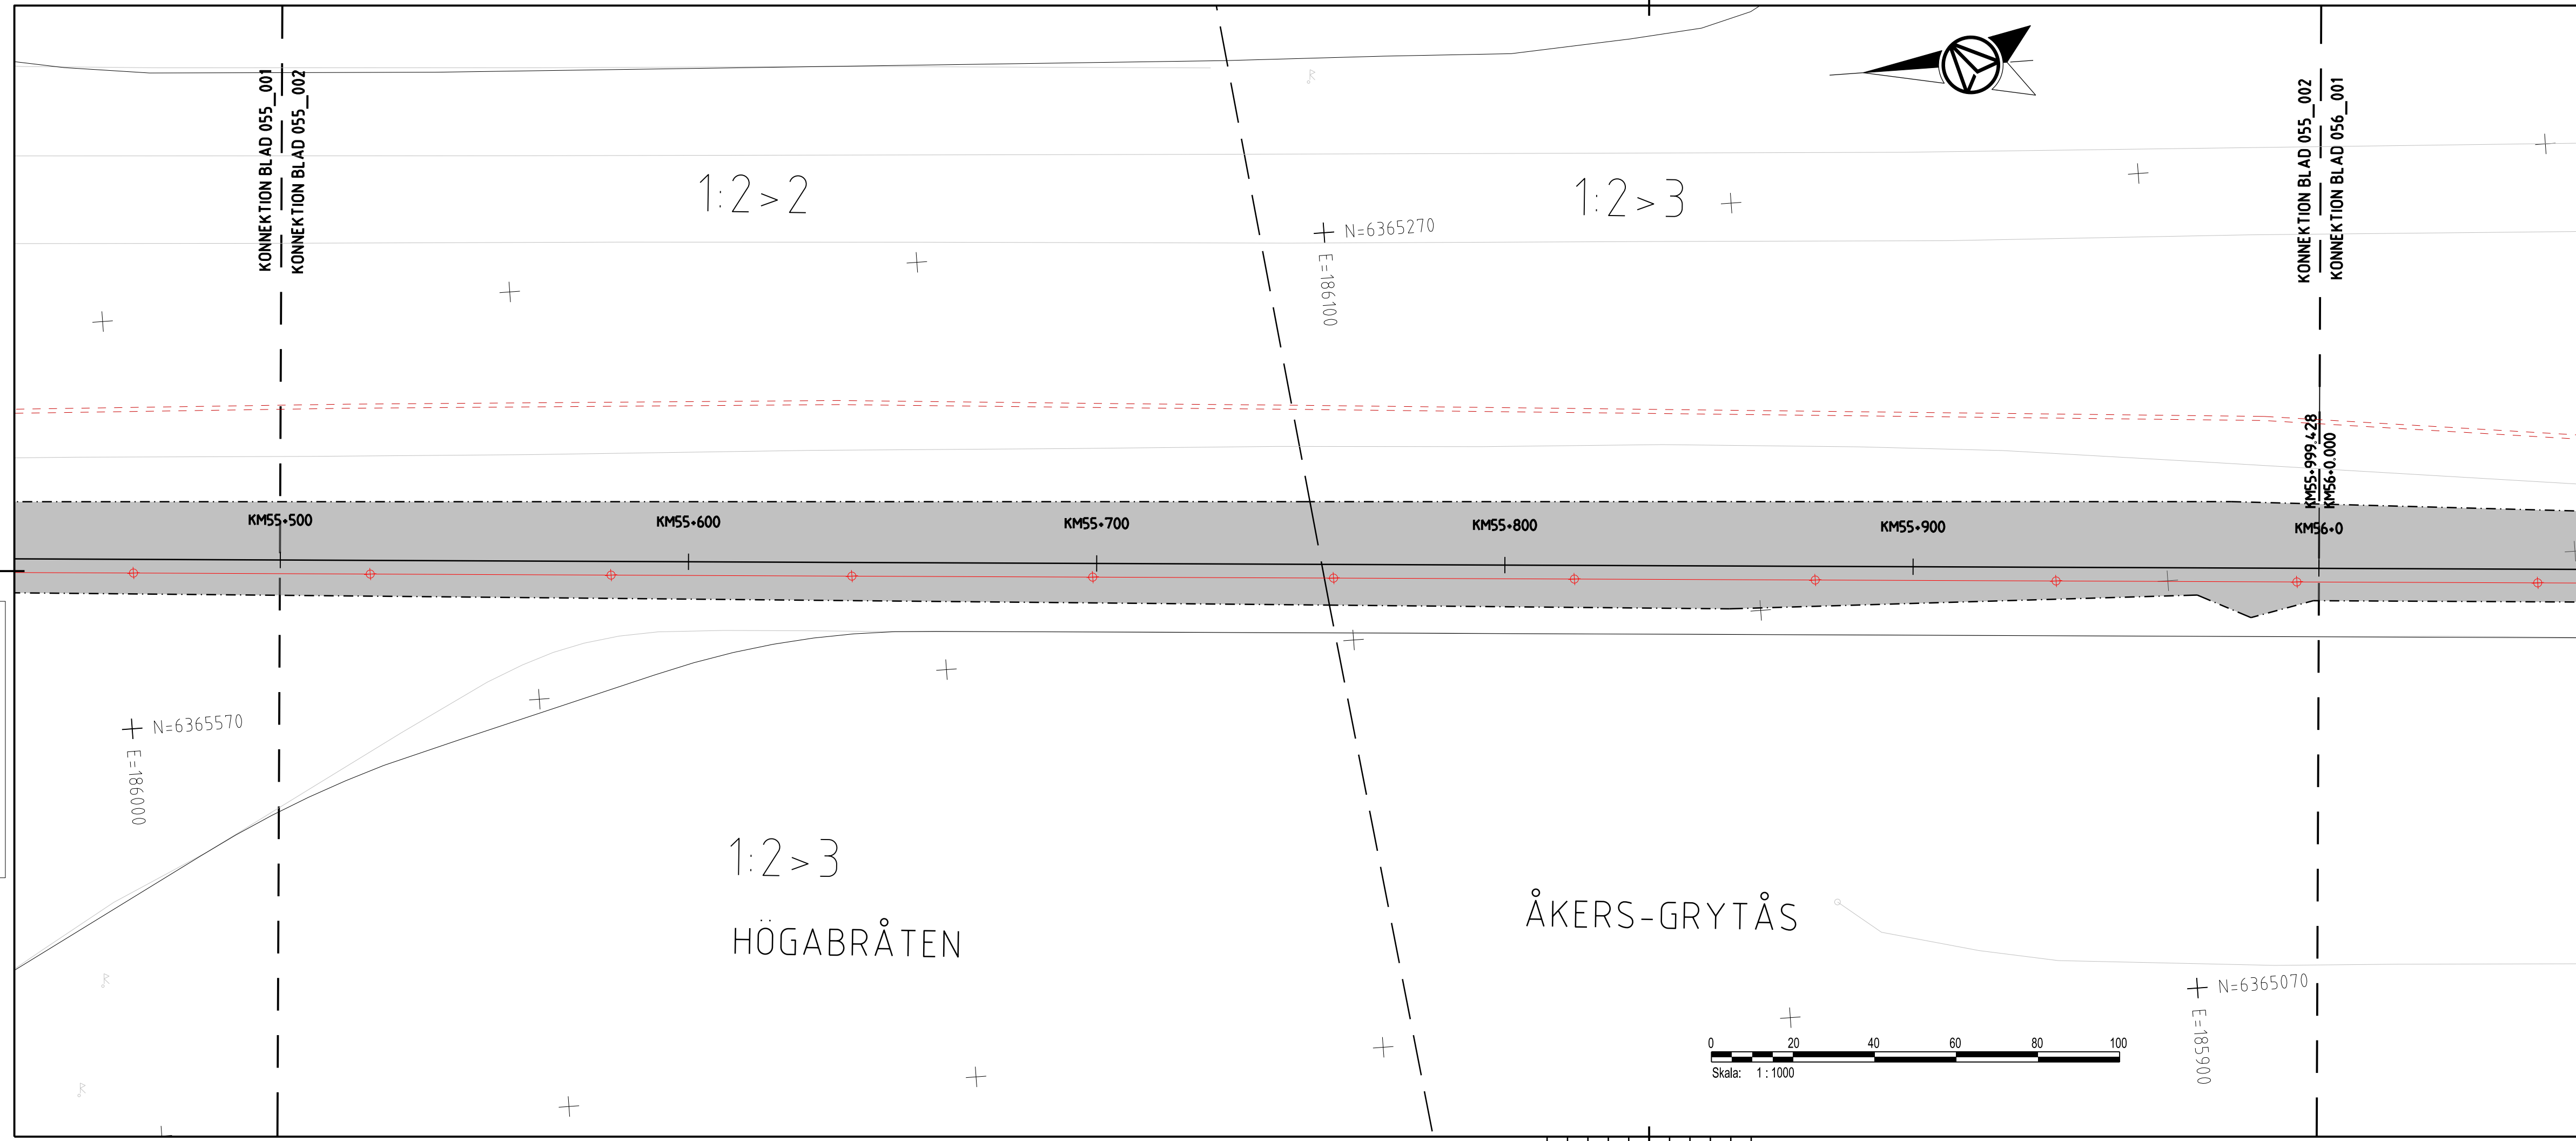 KONNEKTION BLAD 055_001
KONNEKTION BLAD 055_002
KONNEKTION BLAD 055_002
KONNEKTION BLAD 056_001
1:2>2
1:2>3
N=6365270
E=186100
KM55+999.428
KM56+0.000
KM55+500
KM55+600
KM55+700
KM55+800
KM55+900
KM56+0
N=6365570
E=186000
1:2>3
HÖGABRÅTEN
ÅKERS-GRYTÅS
N=6365070
E=185900
0 20 40 60 80 100
Skala: 1 : 1000